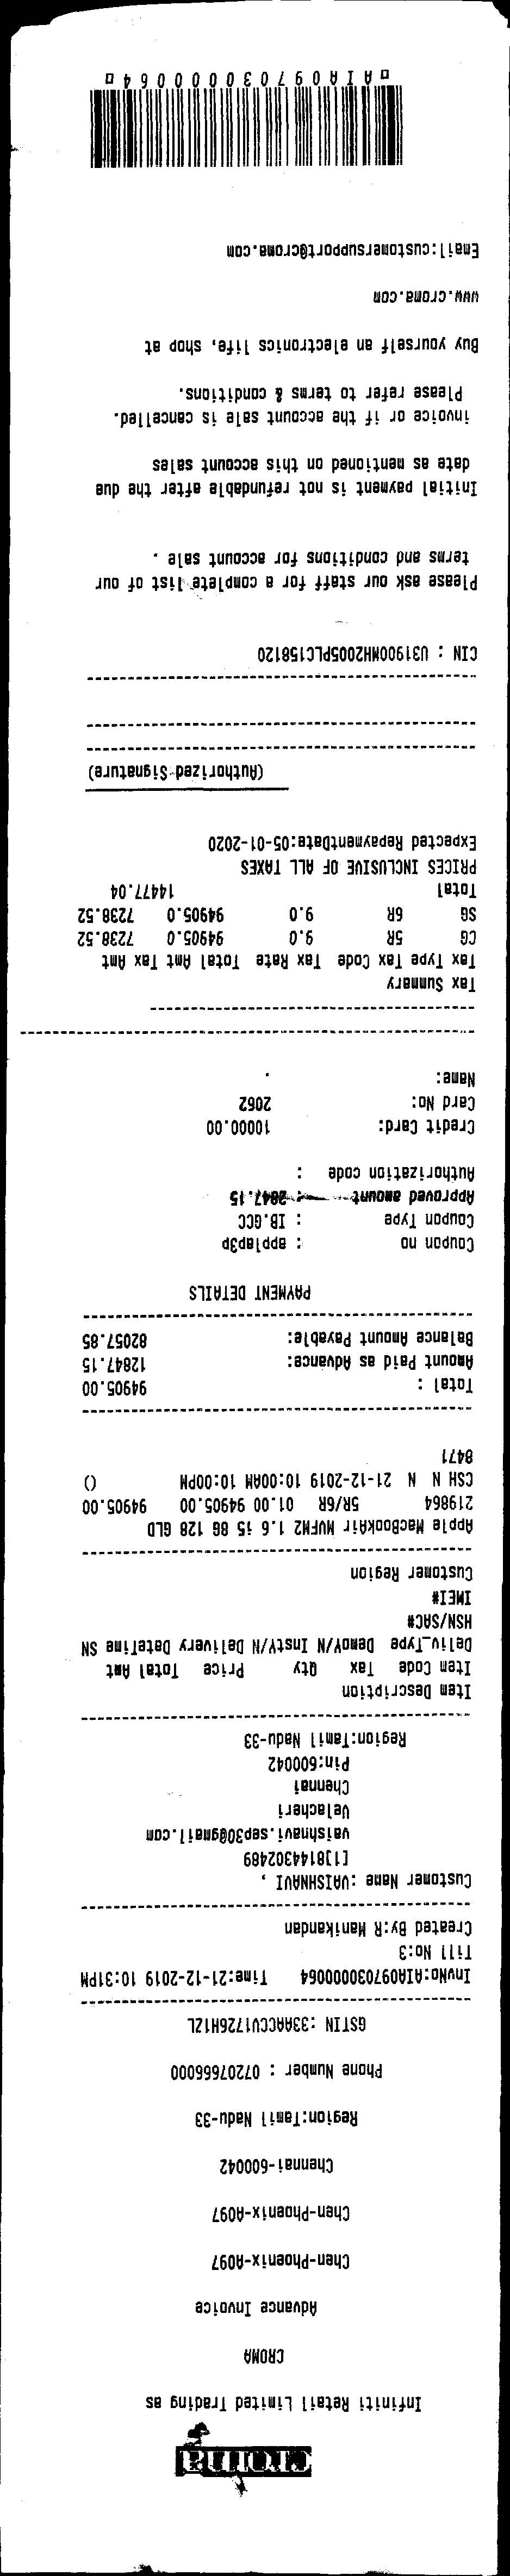 croma
Infiniti Retail Limited Trading as
CROMA
Advance Invoice
Chen-Phoenix-A097
Chen-Phoenix-A097
Chennai-600042
Region:Tamil Nadu-33
Phone Number : 07207666000
GSTIN :33AACCV1726H1ZL
InvNo:AIA097030000064 Time:21-12-2019 10:31PM
Till No:3
Created By:R Manikandan
Customer Name :VAISHNAVI ,
[1]8144302489
vaishnavi.sep30@gmail.com
Velacheri
Chennai
Pin:600042
Region:Tamil Nadu-33
Item Description
Item Code Tax Qty Price Total Amt
Deliv_Type DemoY/N InstY/N Delivery DateTime SN
HSN/SAC#
IMEI#
Customer Region
Apple MacBookAir MVFM2 1.6 i5 8G 128 GLD
219864 5R/6R 01.00 94905.00 94905.00
CSH N N 21-12-2019 10:00AM 10:00PM ()
8471
Total : 94905.00
Amount Paid as Advance: 12847.15
Balance Amount Payable: 82057.85
PAYMENT DETAILS
Coupon no : applap3p
Coupon Type : IB.GCC
Approved amount : 2847.15
Authorization code :
Credit Card: 10000.00
Card No: 2062
Name: .
Tax Summary
Tax Type Tax Code Tax Rate Total Amt Tax Amt
CG 5R 9.0 94905.0 7238.52
SG 6R 9.0 94905.0 7238.52
Total 14477.04
PRICES INCLUSIVE OF ALL TAXES
Expected RepaymentDate:05-01-2020
(Authorized Signature)
CIN : U31900MH2005PLC158120
Please ask our staff for a complete list of our
terms and conditions for account sale .
Initial payment is not refundable after the due
date as mentioned on this account sales
invoice or if the account sale is cancelled.
Please refer to terms & conditions.
Buy yourself an electronics life, shop at
www.croma.com
Email:customersupport@croma.com
AIA097030000064